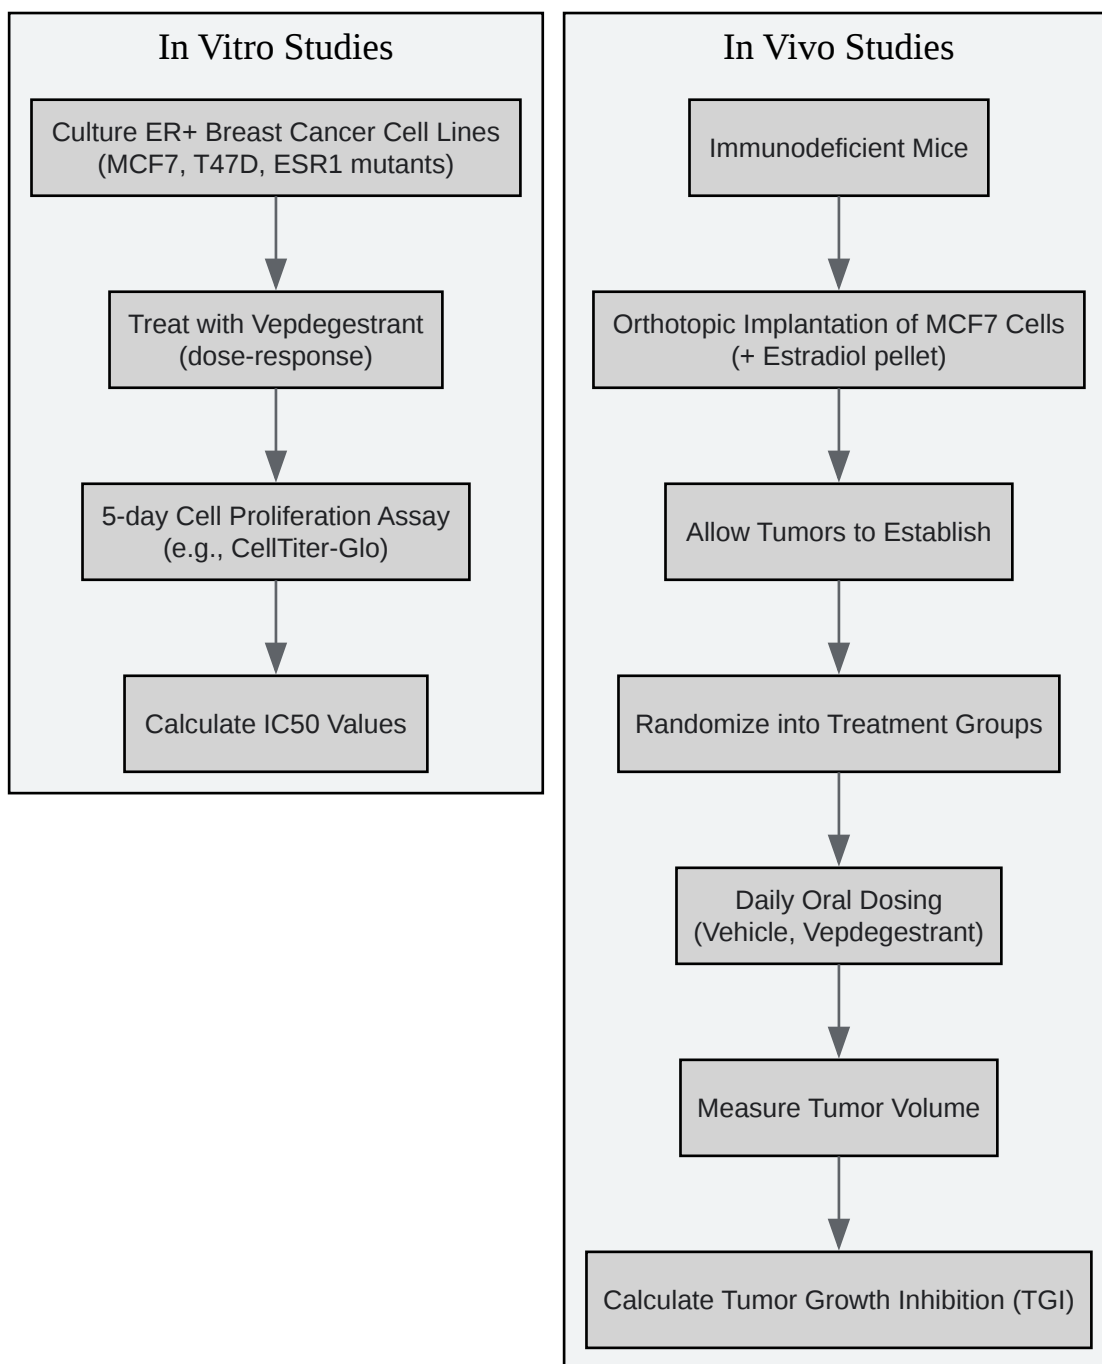 In Vitro Studies
Culture ER+ Breast Cancer Cell Lines
(MCF7, T47D, ESR1 mutants)
Treat with Vepdegestrant
(dose-response)
5-day Cell Proliferation Assay
(e.g., CellTiter-Glo)
Calculate IC50 Values
In Vivo Studies
Immunodeficient Mice
Orthotopic Implantation of MCF7 Cells
(+ Estradiol pellet)
Allow Tumors to Establish
Randomize into Treatment Groups
Daily Oral Dosing
(Vehicle, Vepdegestrant)
Measure Tumor Volume
Calculate Tumor Growth Inhibition (TGI)